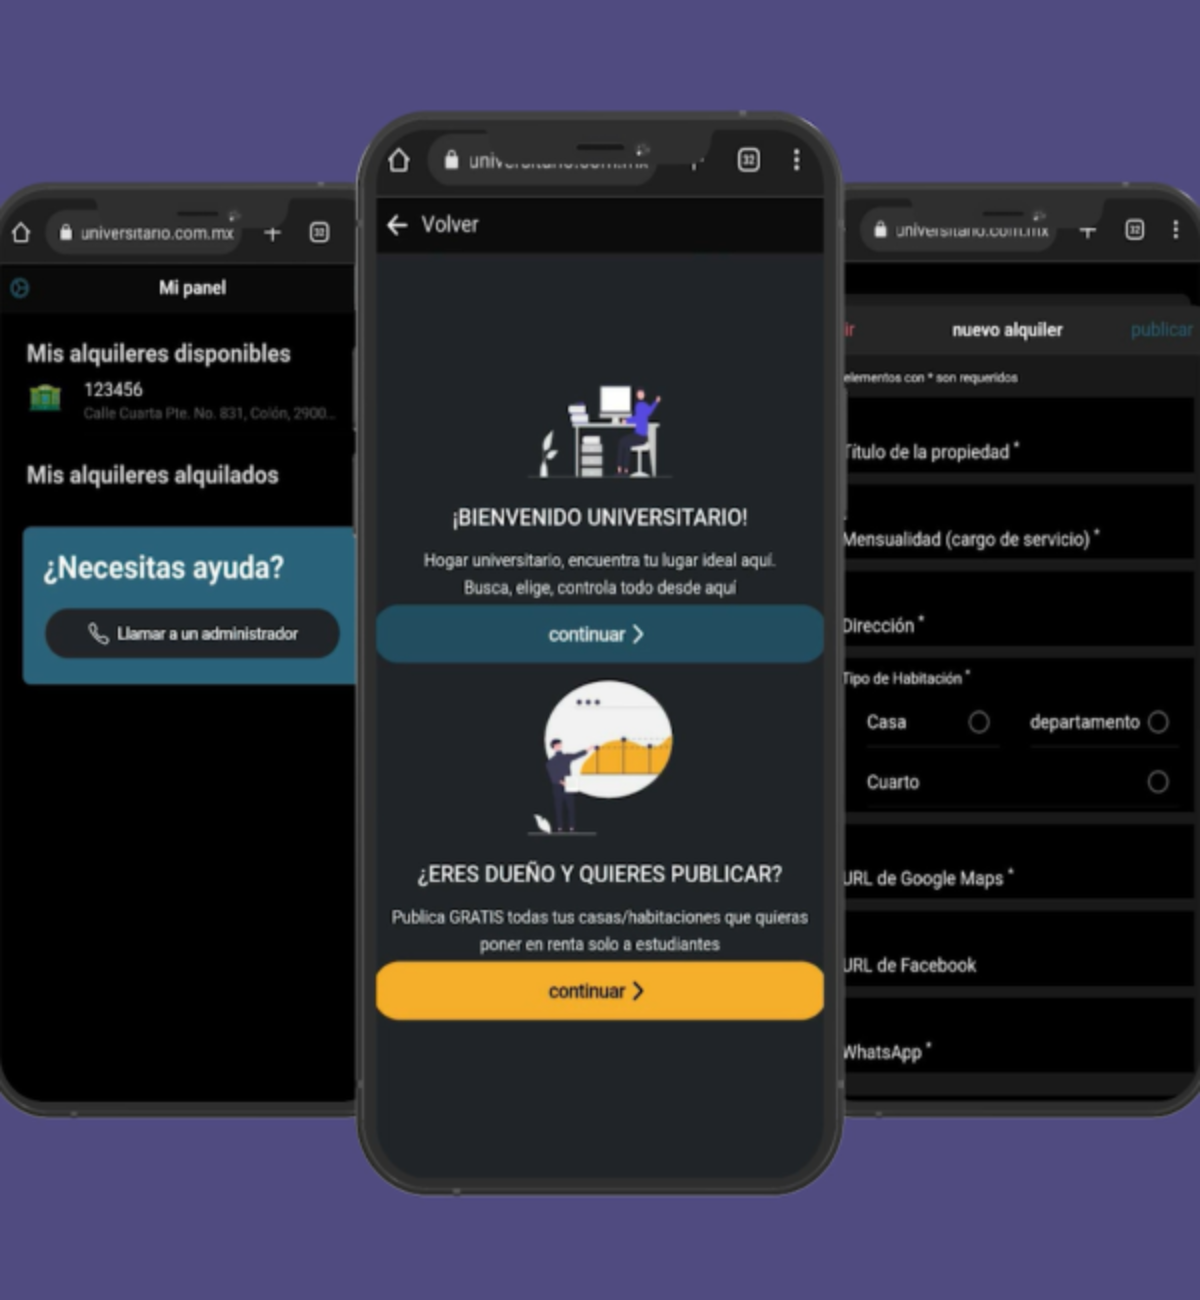 universitario.com.mx
32
Mi panel
Mis alquileres disponibles
123456
Calle Cuarta Pte. No. 831, Colón, 2900...
Mis alquileres alquilados
¿Necesitas ayuda?
Llamar a un administrador
universitario.com.mx
32
Volver
¡BIENVENIDO UNIVERSITARIO!
Hogar universitario, encuentra tu lugar ideal aquí.
Busca, elige, controla todo desde aquí
continuar
¿ERES DUEÑO Y QUIERES PUBLICAR?
Publica GRATIS todas tus casas/habitaciones que quieras
poner en renta solo a estudiantes
continuar
universitario.com.mx
32
ir nuevo alquiler publicar
elementos con * son requeridos
Título de la propiedad *
Mensualidad (cargo de servicio) *
Dirección *
Tipo de Habitación *
Casa departamento
Cuarto
URL de Google Maps *
URL de Facebook
WhatsApp *